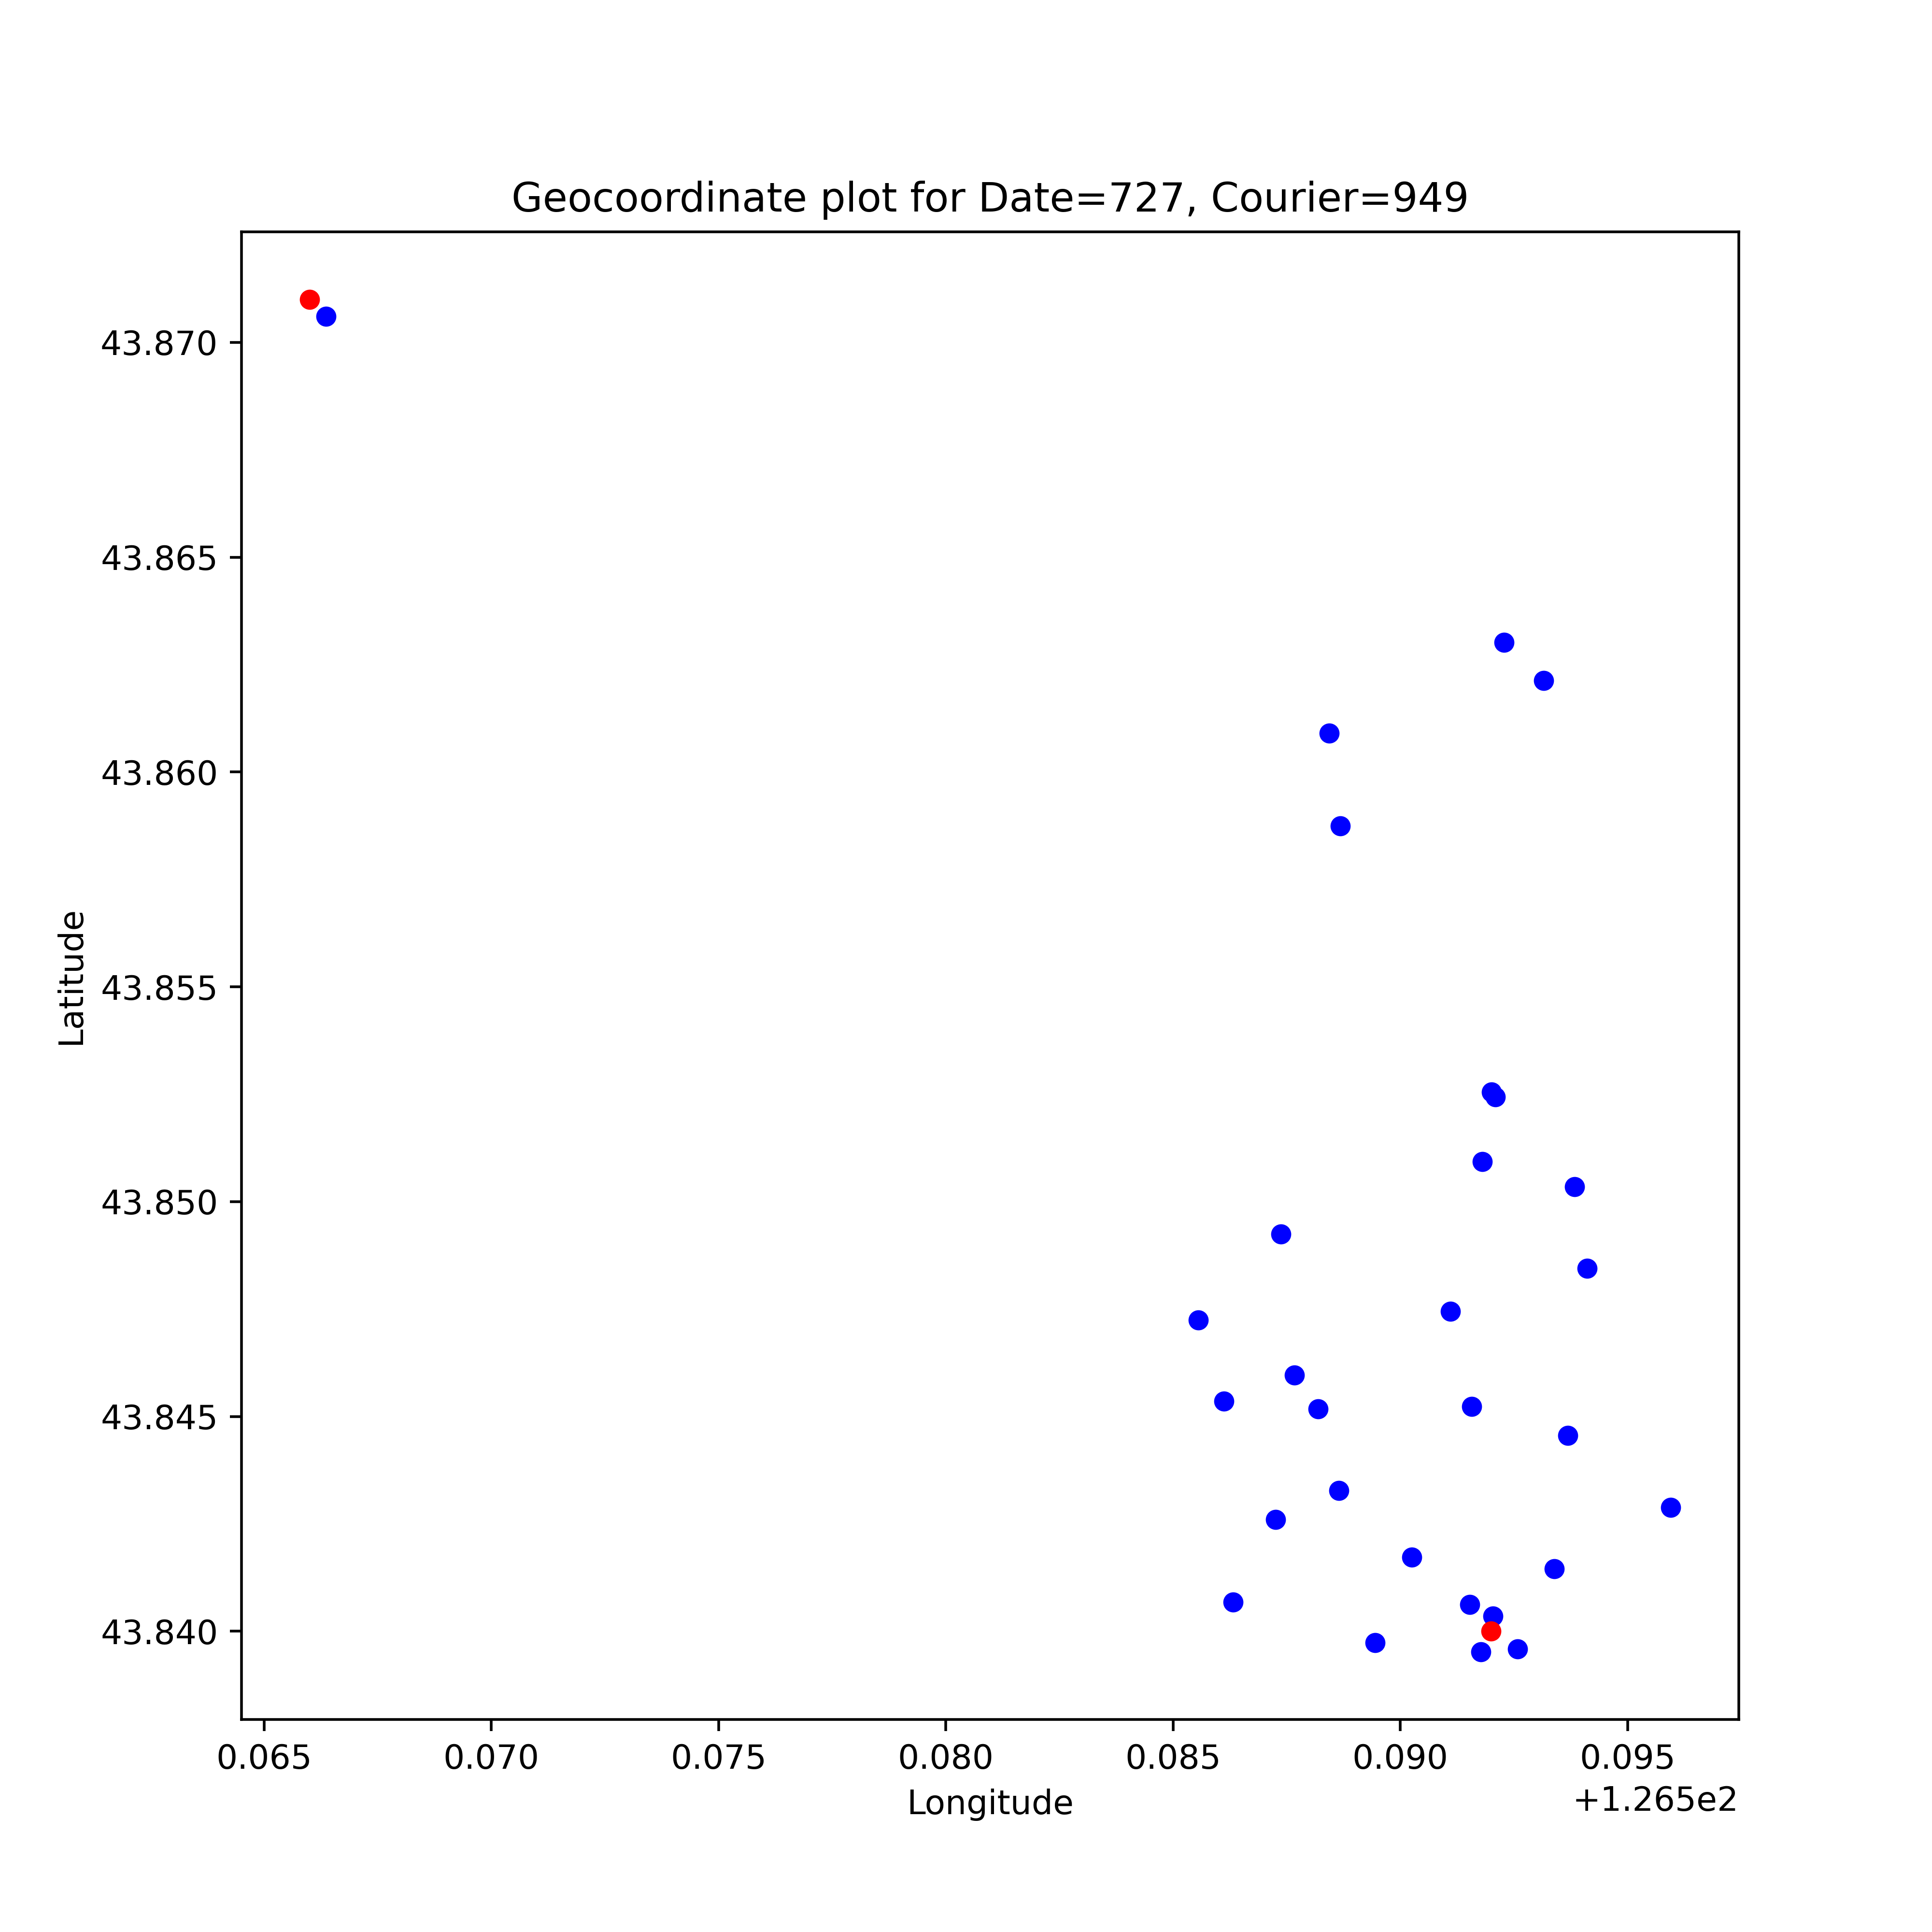 Geocoordinate plot for Date=727, Courier=949
43.870
43.865
43.860
43.855
43.850
43.845
43.840
Latitude
0.065 0.070 0.075 0.080 0.085 0.090 0.095
Longitude
+1.265e2